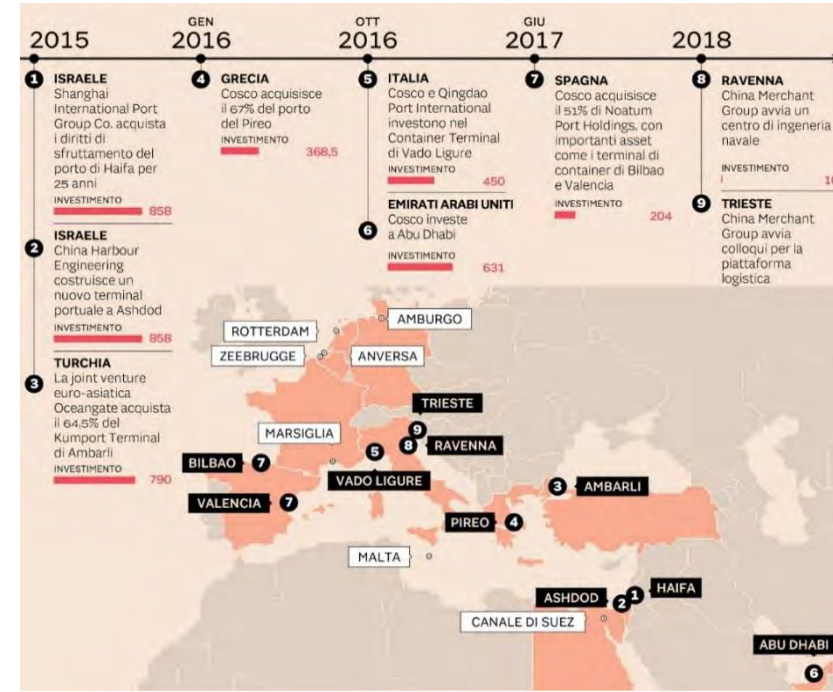 GEN
OTT
GIU
2015
2016
2016
2017
2018
1
ISRAELE
Shanghai
International Port
Group Co. acquista
i diritti di
sfruttamento del
porto di Haifa per
25 anni
INVESTIMENTO
858
2
ISRAELE
China Harbour
Engineering
costruisce un
nuovo terminal
portuale a Ashdod
INVESTIMENTO
858
3
TURCHIA
La joint venture
euro-asiatica
Oceangate acquista
il 64,5% del
Kumport Terminal
di Ambarli
INVESTIMENTO
790
4
GRECIA
Cosco acquisisce
il 67% del porto
del Pireo
INVESTIMENTO
368,5
5
ITALIA
Cosco e Qingdao
Port International
investono nel
Container Terminal
di Vado Ligure
INVESTIMENTO
450
6
EMIRATI ARABI UNITI
Cosco investe
a Abu Dhabi
INVESTIMENTO
631
7
SPAGNA
Cosco acquisisce
il 51% di Noatum
Port Holdings, con
importanti asset
come i terminal di
container di Bilbao
e Valencia
INVESTIMENTO
204
8
RAVENNA
China Merchant
Group avvia un
centro di ingeneria
navale
INVESTIMENTO
9
TRIESTE
China Merchant
Group avvia
colloqui per la
piattaforma
logistica
AMBURGO
ROTTERDAM
ZEEBRUGGE
ANVERSA
TRIESTE
9
MARSIGLIA
8
RAVENNA
5
BILBAO
7
VADO LIGURE
3
AMBARLI
VALENCIA
7
PIREO
4
MALTA
HAIFA
1
ASHDOD
2
CANALE DI SUEZ
ABU DHABI
6